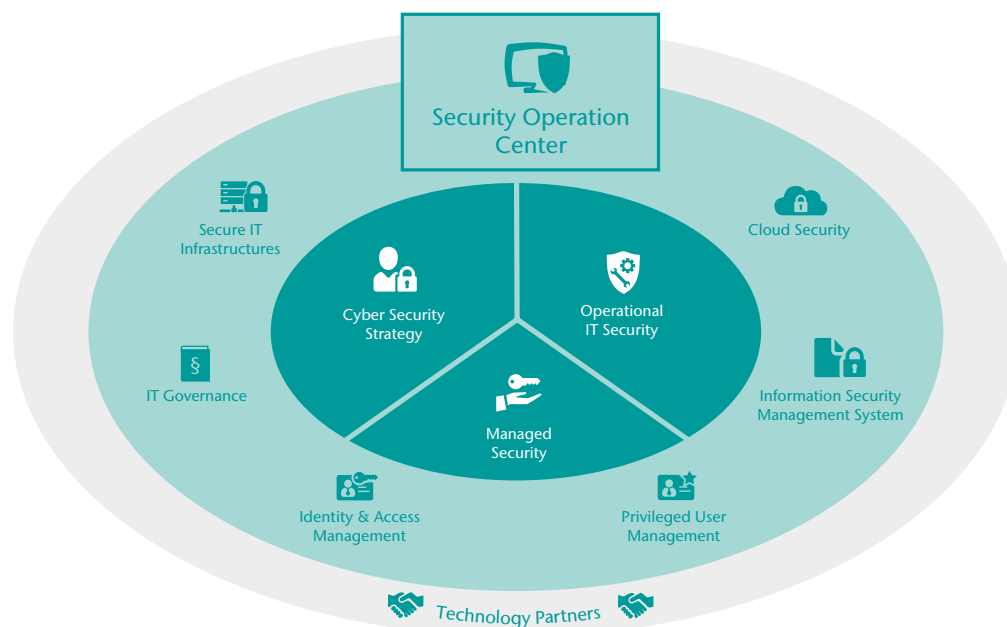 Security Operation
Center
Secure IT
Infrastructures
Cloud Security
Cyber Security
Strategy
Operational
IT Security
§
IT Governance
Information Security
Management System
Managed
Security
Identity & Access
Management
Privileged User
Management
Technology Partners